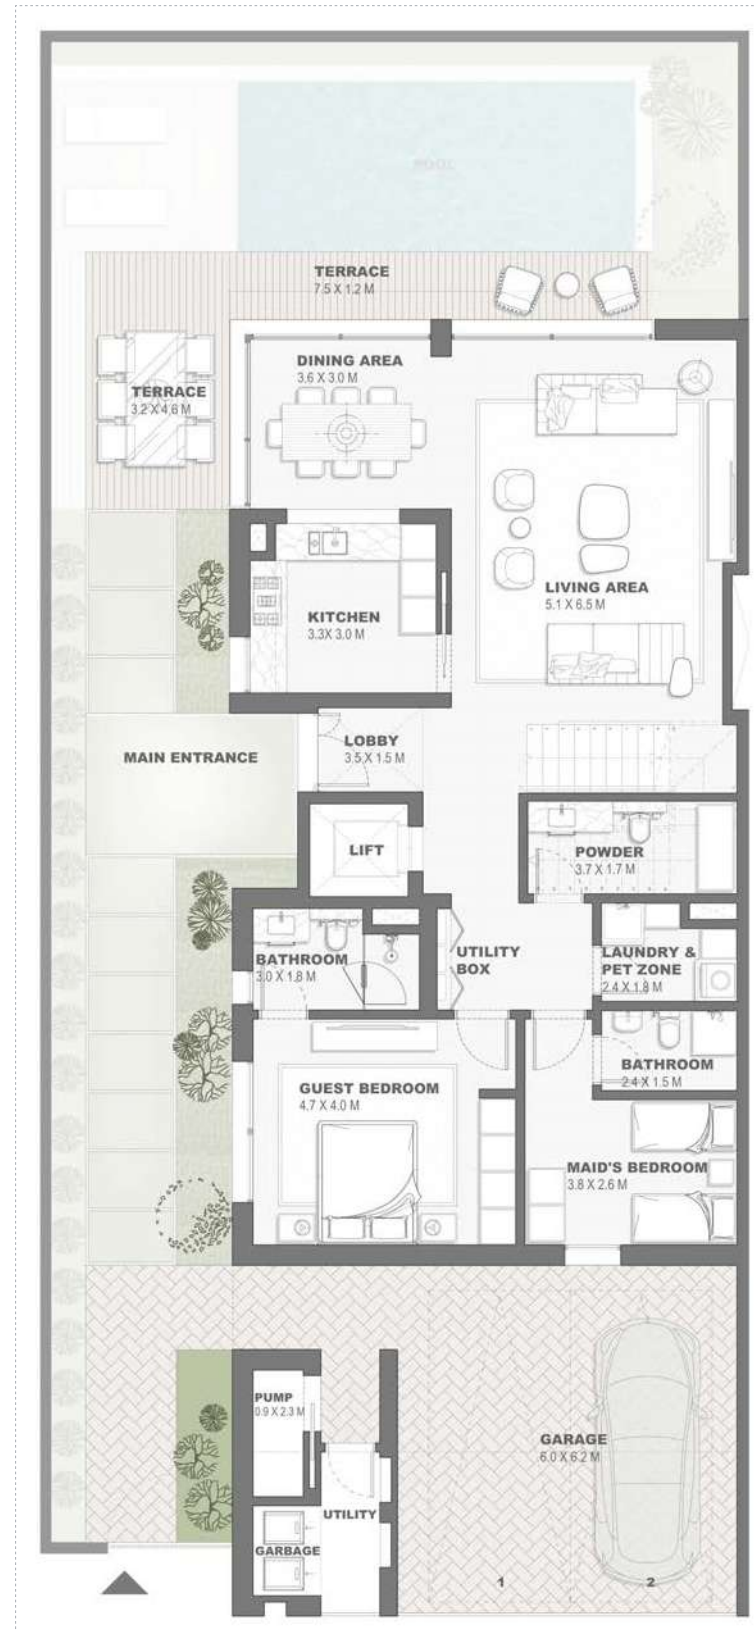 POOL
TERRACE
7.5 X 1.2 M
DINING AREA
3.6 X 3.0 M
TERRACE
3.2 X 4.6 M
LIVING AREA
5.1 X 6.5 M
KITCHEN
3.3X 3.0 M
LOBBY
3.5 X 1.5 M
MAIN ENTRANCE
LIFT
POWDER
3.7 X 1.7 M
BATHROOM
3.0 X 1.8 M
UTILITY
BOX
LAUNDRY &
PET ZONE
2.4 X 1.8 M
BATHROOM
2.4 X 1.5 M
GUEST BEDROOM
4.7 X 4.0 M
MAID'S BEDROOM
3.8 X 2.6 M
PUMP
0.9 X 2.3 M
GARAGE
6.0 X 6.2 M
UTILITY
GARBAGE
1
2